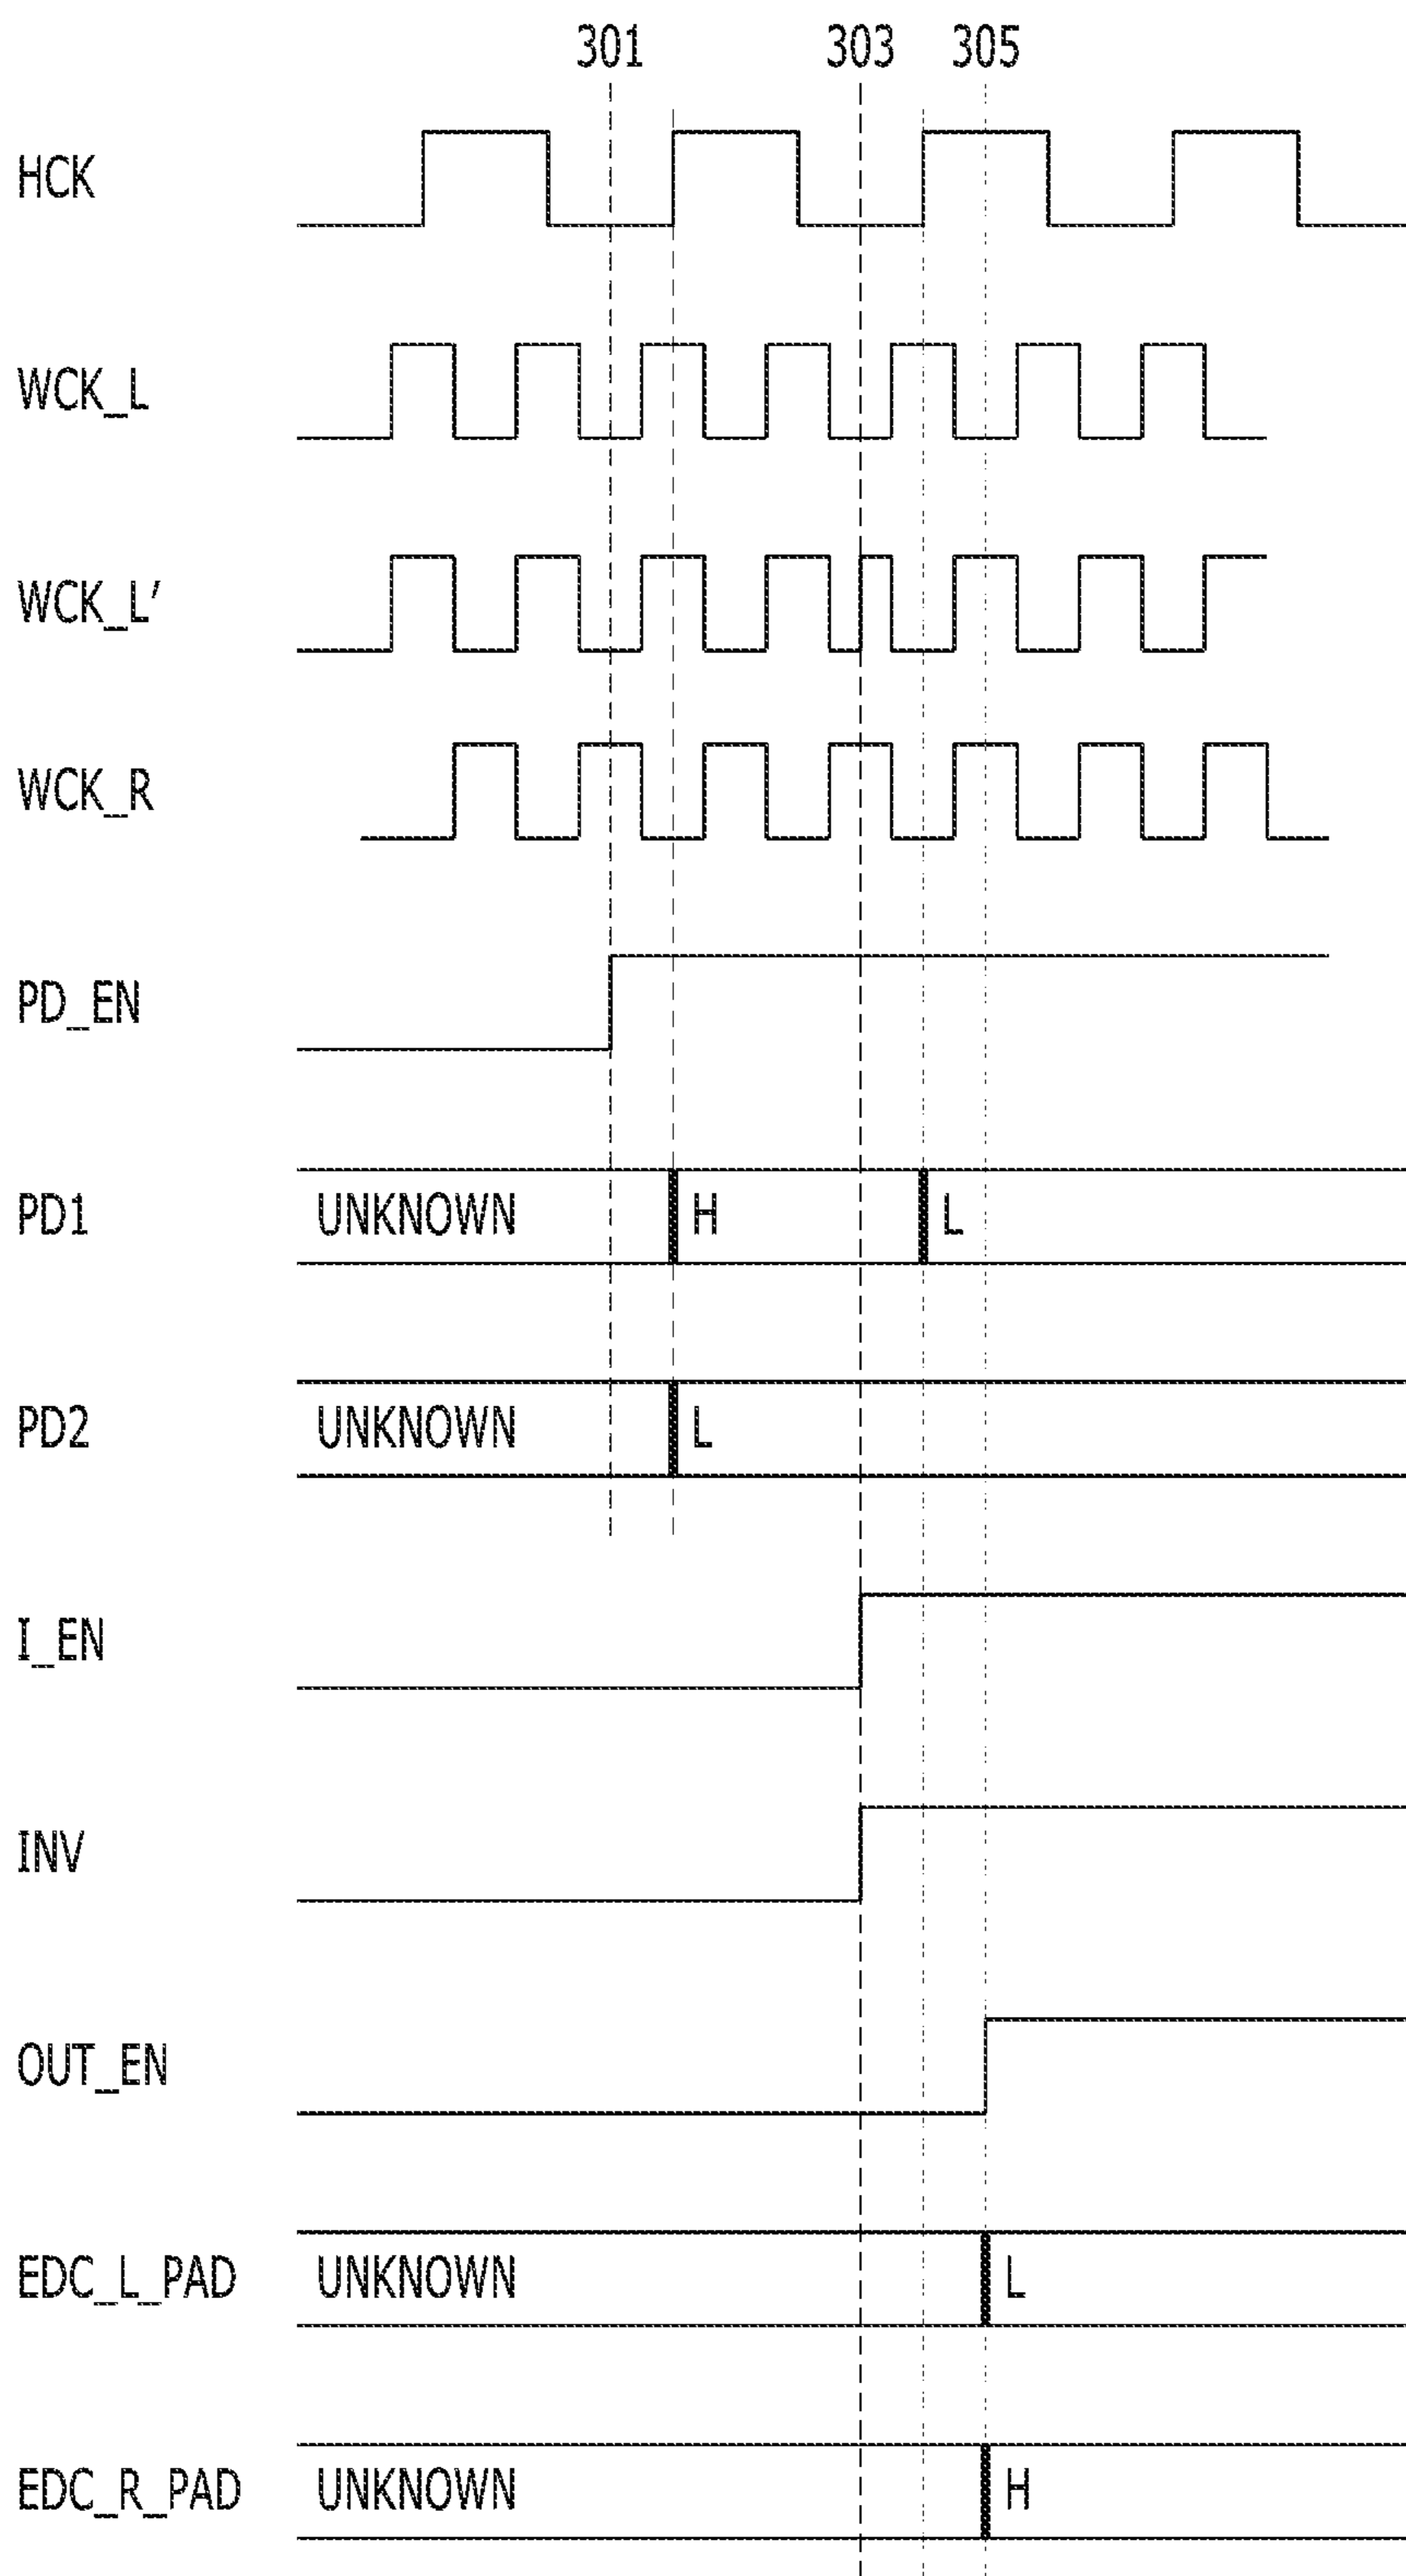 301 303 305
HCK
WCK_L
WCK_L′
WCK_R
PD_EN
PD1 UNKNOWN H L
PD2 UNKNOWN L
I_EN
INV
OUT_EN
EDC_L_PAD UNKNOWN L
EDC_R_PAD UNKNOWN H